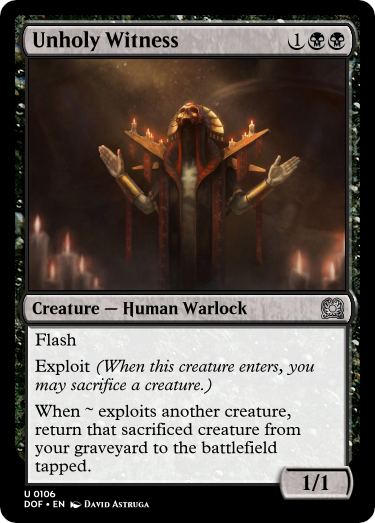 Unholy Witness 1
Creature — Human Warlock
Flash
Exploit (When this creature enters, you
may sacrifice a creature.)
When ~ exploits another creature,
return that sacrificed creature from
your graveyard to the battlefield
tapped.
1/1
U 0106
DOF • EN David Astruga